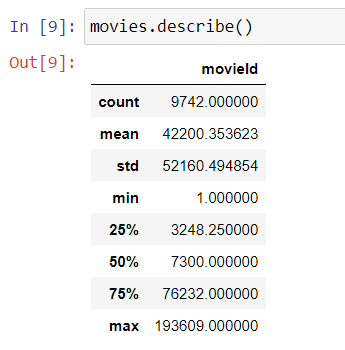 In [9]: movies.describe()
Out[9]:
movieId
count 9742.000000
mean 42200.353623
std 52160.494854
min 1.000000
25% 3248.250000
50% 7300.000000
75% 76232.000000
max 193609.000000